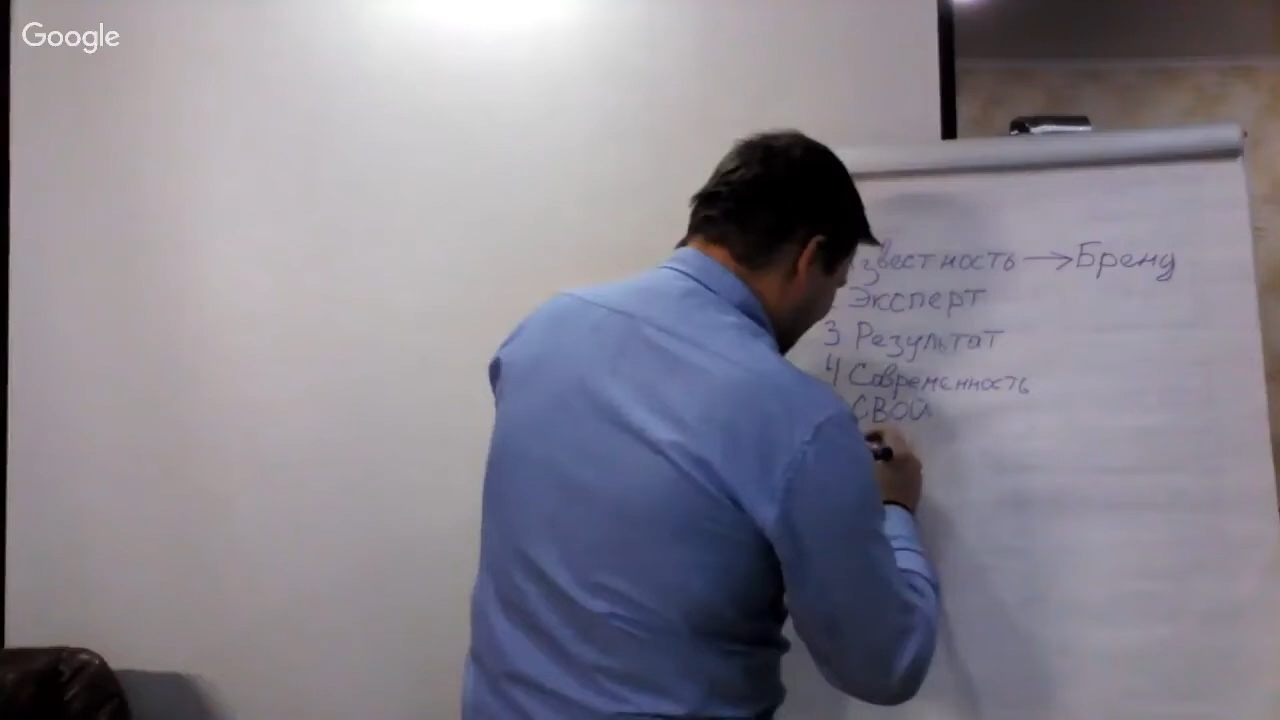 Google
звестность → Бренд
Эксперт
3 Результат
4 Современность
СВОЙ